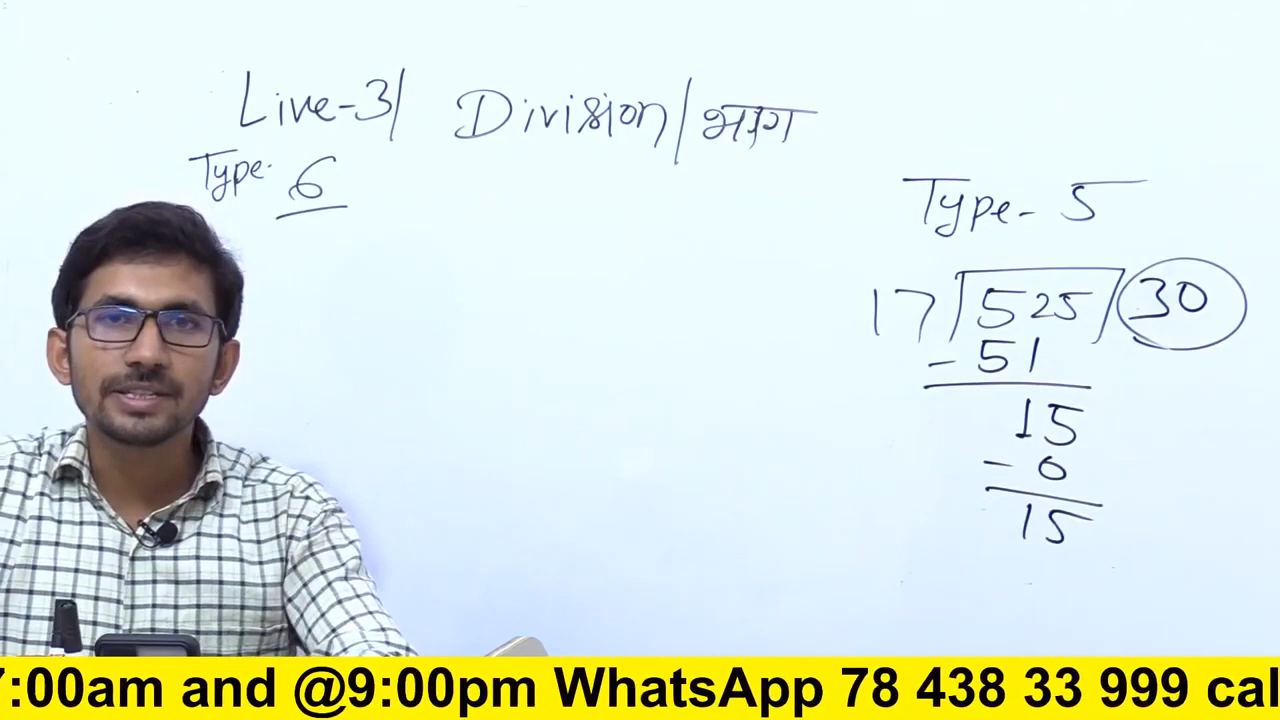 Live-3/ Division/भाग
Type- 6
Type- 5
17 525 30
- 51
15
- 0
15
7:00am and @9:00pm WhatsApp 78 438 33 999 cal